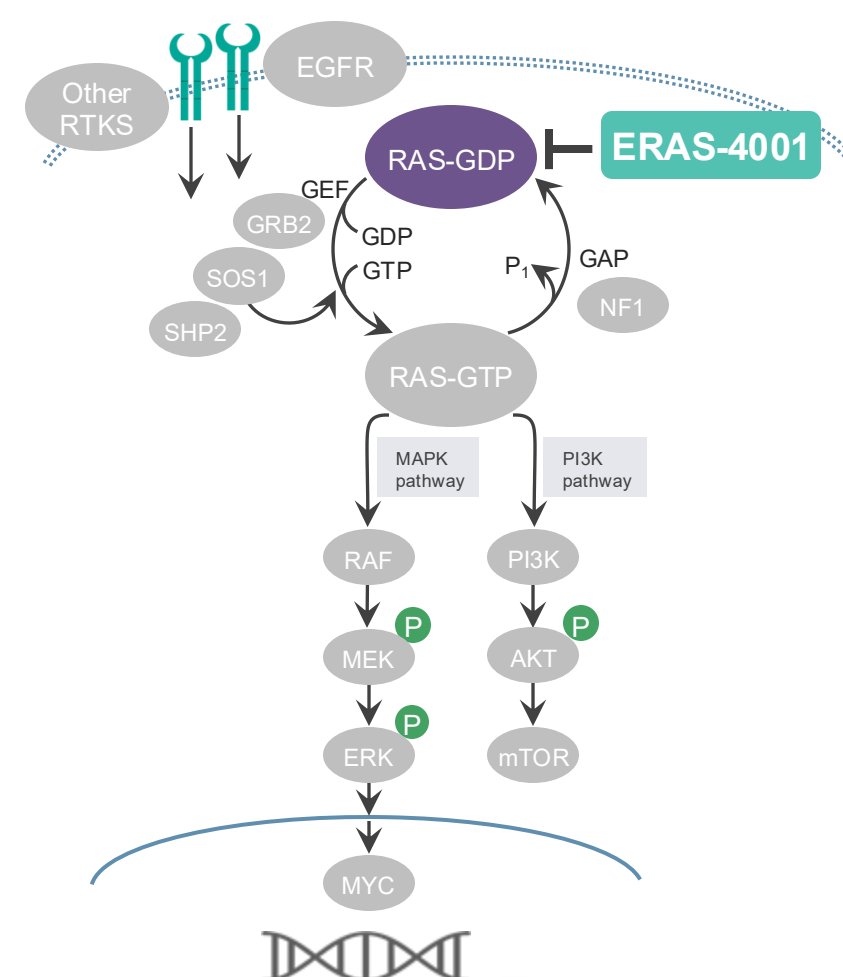 Other
RTKS
EGFR
RAS-GDP
ERAS-4001
GEF
GRB2
GDP
GTP
SOS1
SHP2
P1
GAP
NF1
RAS-GTP
MAPK
pathway
PI3K
pathway
RAF
PI3K
P
MEK
P
AKT
P
ERK
mTOR
MYC